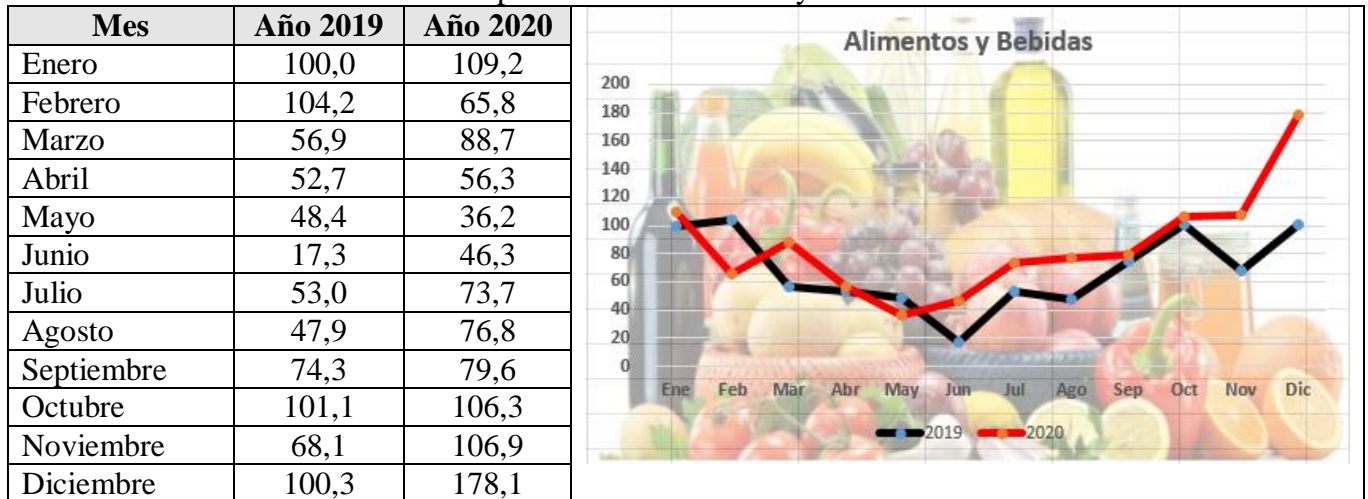 Mes Año 2019 Año 2020
Enero 100,0 109,2
Febrero 104,2 65,8
Marzo 56,9 88,7
Abril 52,7 56,3
Mayo 48,4 36,2
Junio 17,3 46,3
Julio 53,0 73,7
Agosto 47,9 76,8
Septiembre 74,3 79,6
Octubre 101,1 106,3
Noviembre 68,1 106,9
Diciembre 100,3 178,1
Alimentos y Bebidas
200
180
160
140
120
100
80
60
40
20
0
Ene Feb Mar Abr May Jun Jul Ago Sep Oct Nov Dic
2019 2020